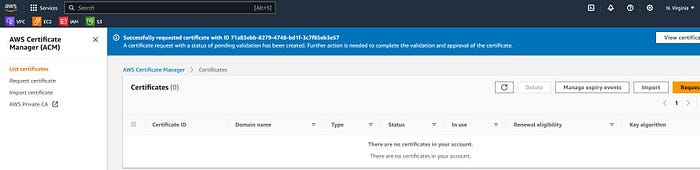 aws
Services
Search
[Alt+S]
N. Virginia
VPC
EC2
IAM
S3
AWS Certificate
Manager (ACM)
List certificates
Request certificate
Import certificate
AWS Private CA
Successfully requested certificate with ID 71a83ebb-8279-4748-bd1f-3c7f85eb3e57
A certificate request with a status of pending validation has been created. Further action is needed to complete the validation and approval of the certificate.
View certifica
AWS Certificate Manager > Certificates
Certificates (0)
Delete
Manage expiry events
Import
Reques
< 1 >
Certificate ID
Domain name
Type
Status
In use
Renewal eligibility
Key algorithm
There are no certificates in your account.
There are no certificates in your account.